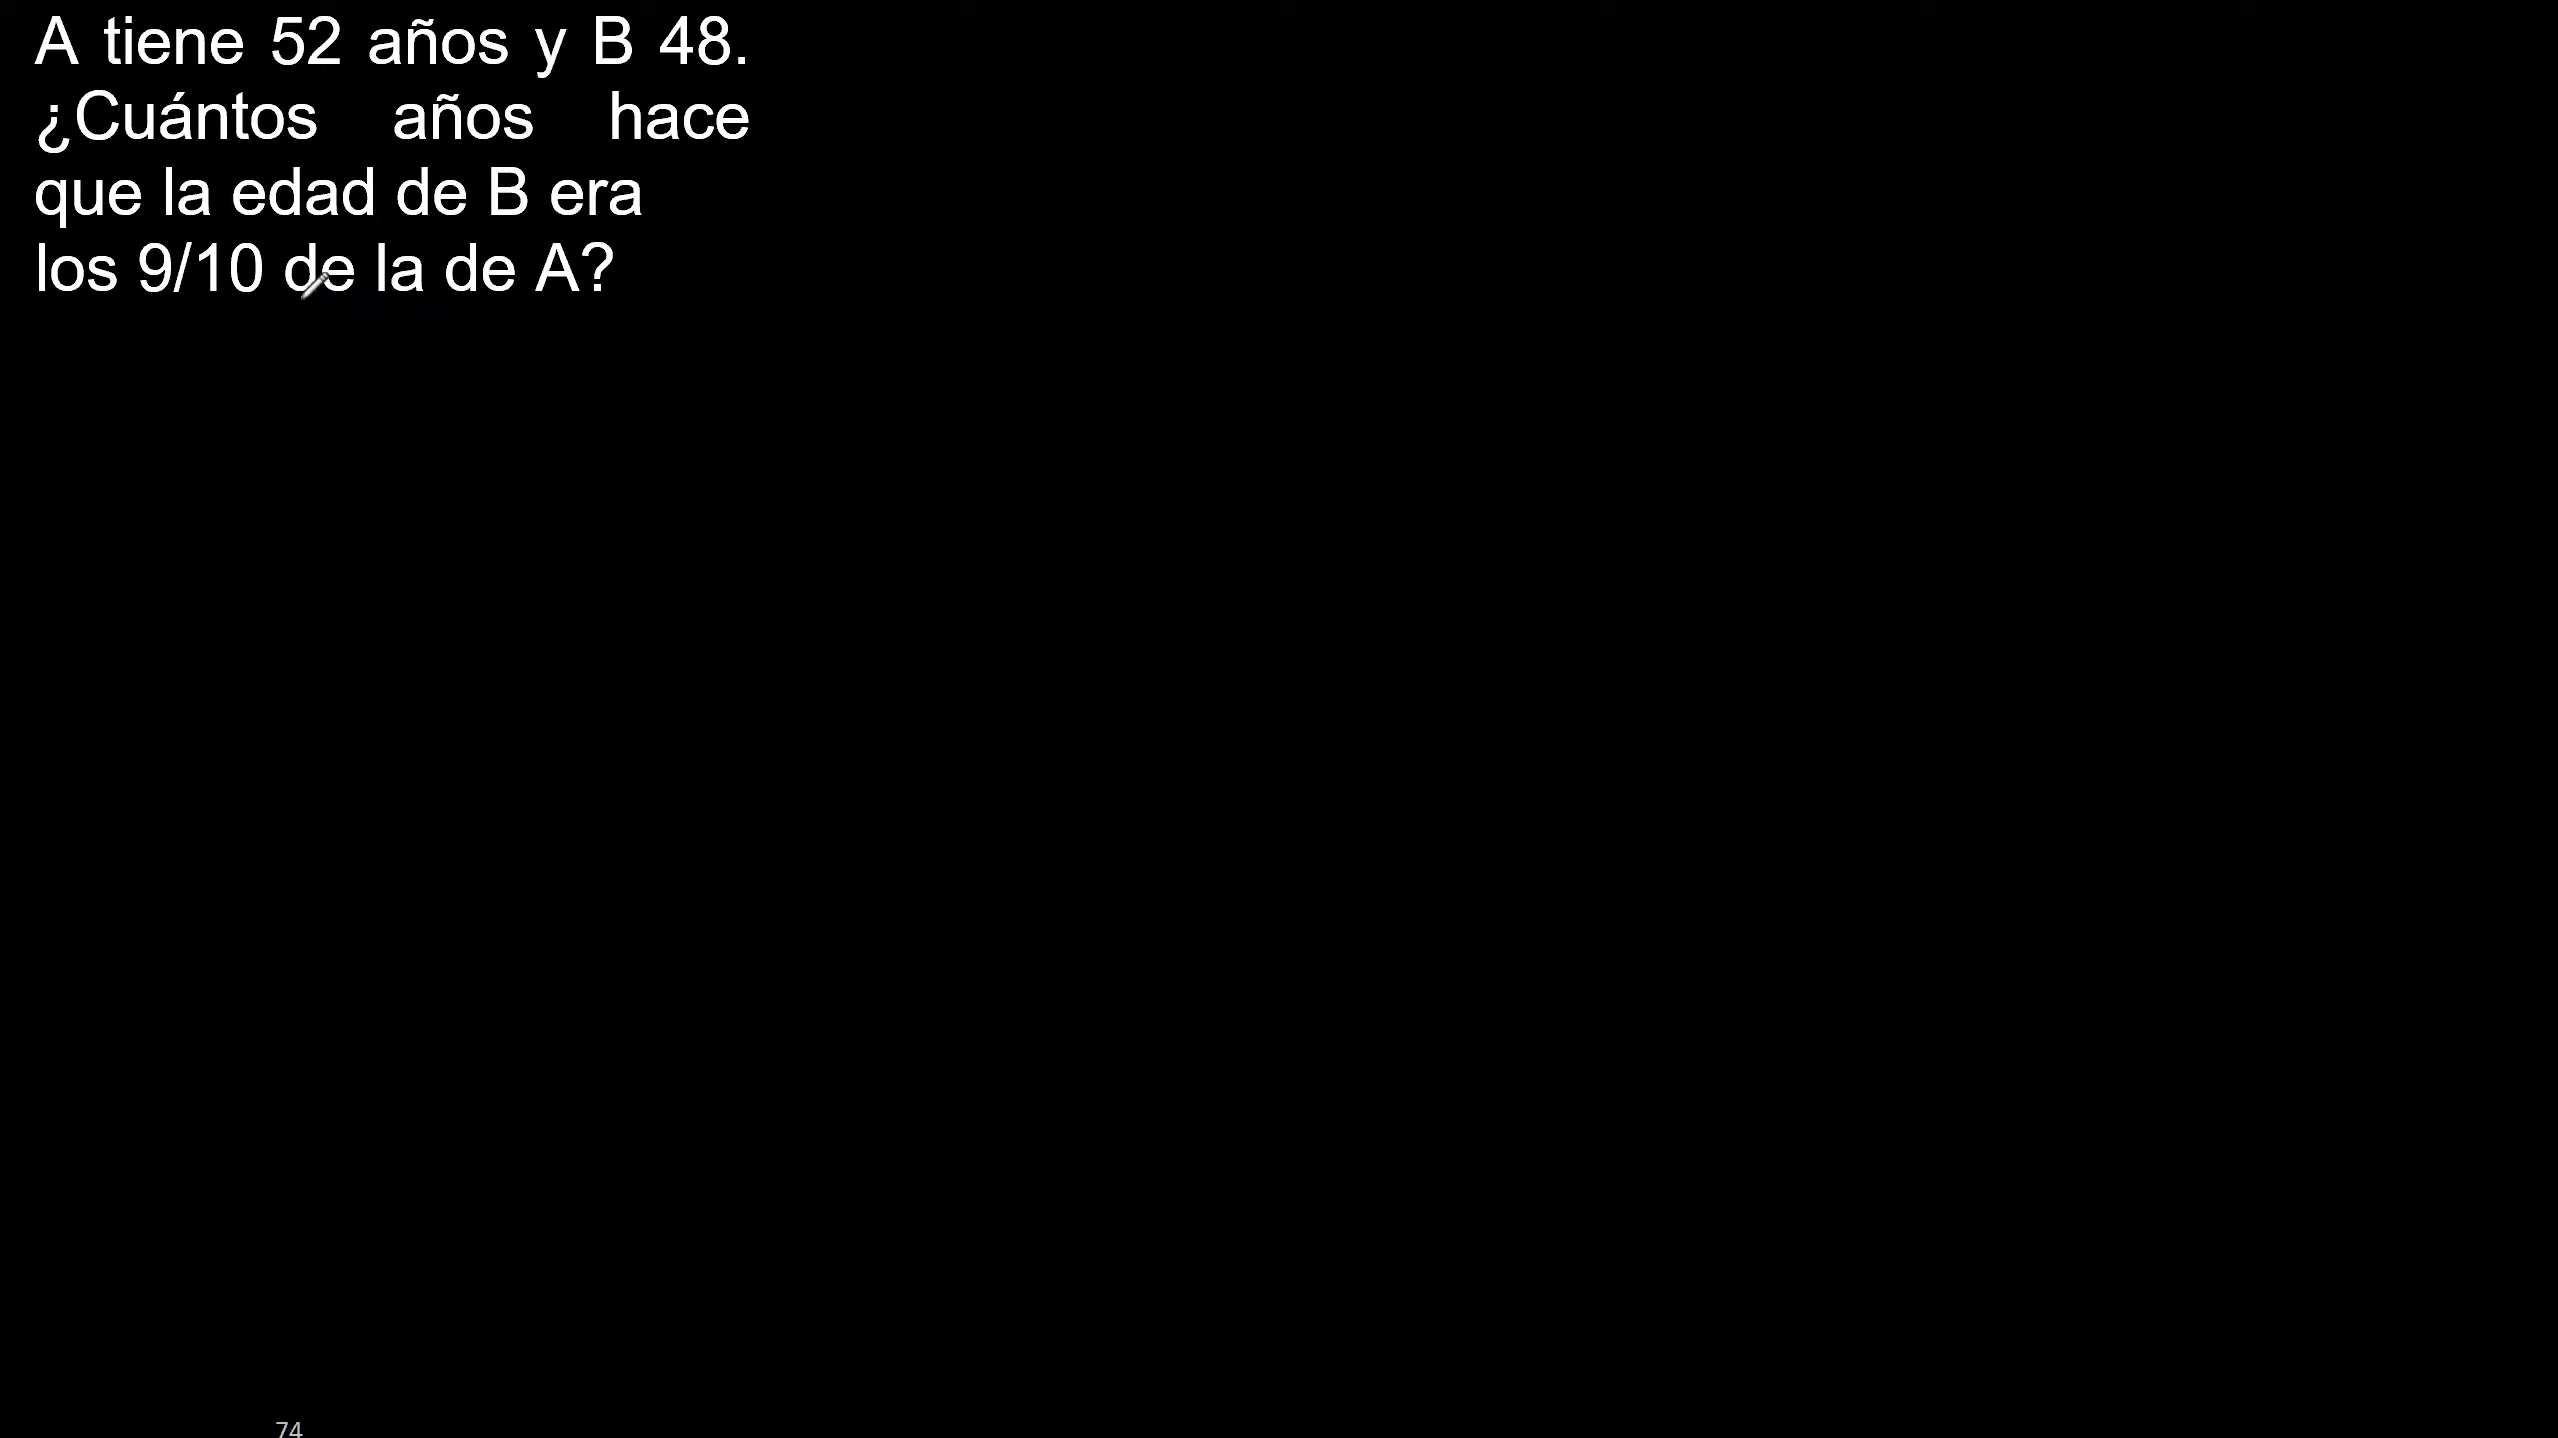 A tiene 52 años y B 48.
¿Cuántos años hace
que la edad de B era
los 9/10 de la de A?
74